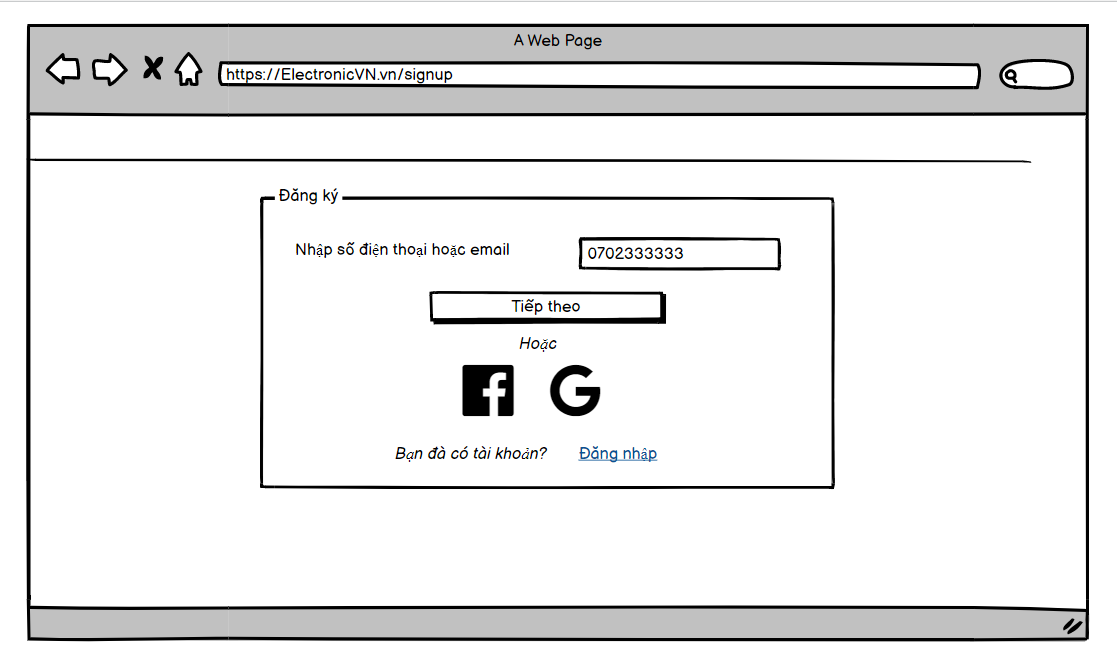 A Web Page
https://ElectronicVN.vn/signup
Đăng ký
Nhập số điện thoại hoặc email
0702333333
Tiếp theo
Hoặc
Bạn đà có tài khoản? Đăng nhập